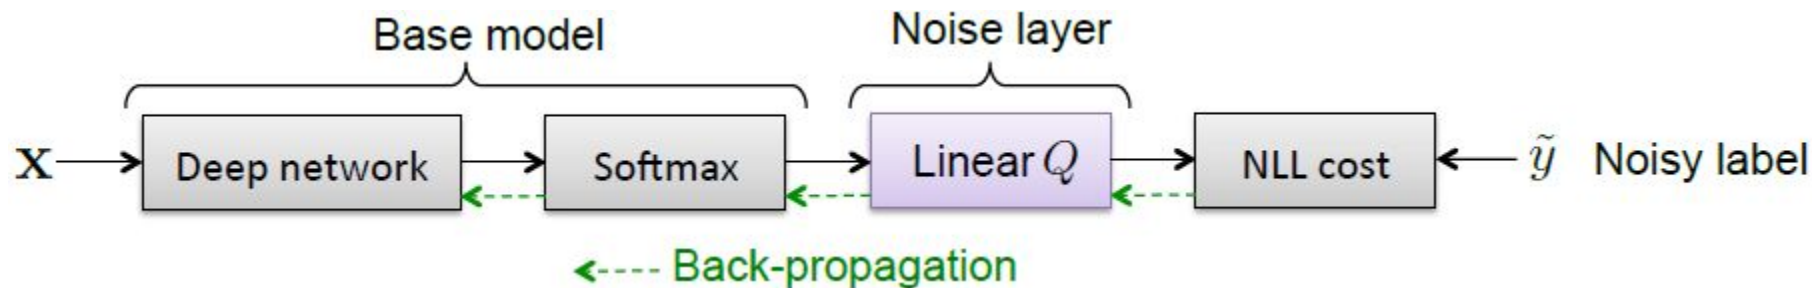 Base model
Noise layer
x
Deep network
Softmax
Linear Q
NLL cost
ỹ
Noisy label
Back-propagation